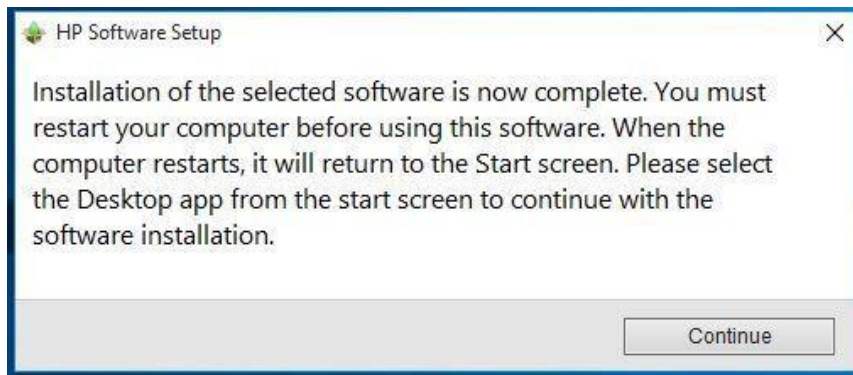 HP Software Setup
Installation of the selected software is now complete. You must
restart your computer before using this software. When the
computer restarts, it will return to the Start screen. Please select
the Desktop app from the start screen to continue with the
software installation.
Continue